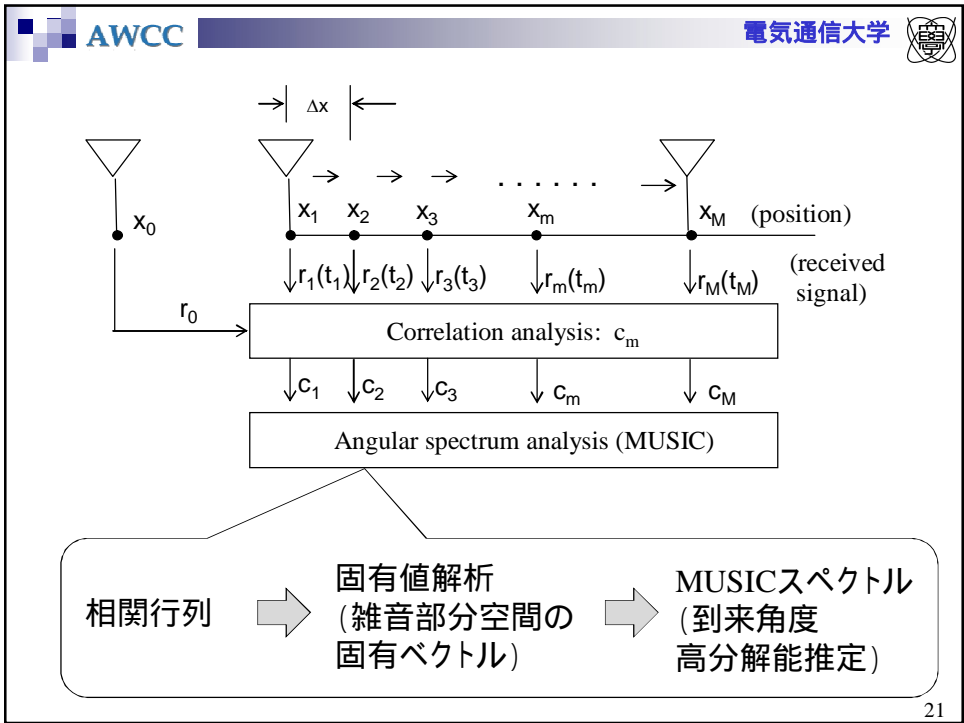 AWCC
電気通信大学
Δx
x₀
x₁ x₂ x₃ xₘ x_M (position)
r₁(t₁) r₂(t₂) r₃(t₃) rₘ(tₘ) r_M(t_M) (received
signal)
r₀
Correlation analysis: cₘ
c₁ c₂ c₃ cₘ c_M
Angular spectrum analysis (MUSIC)
相関行列
固有値解析
(雑音部分空間の
固有ベクトル)
MUSICスペクトル
(到来角度
高分解能推定)
21